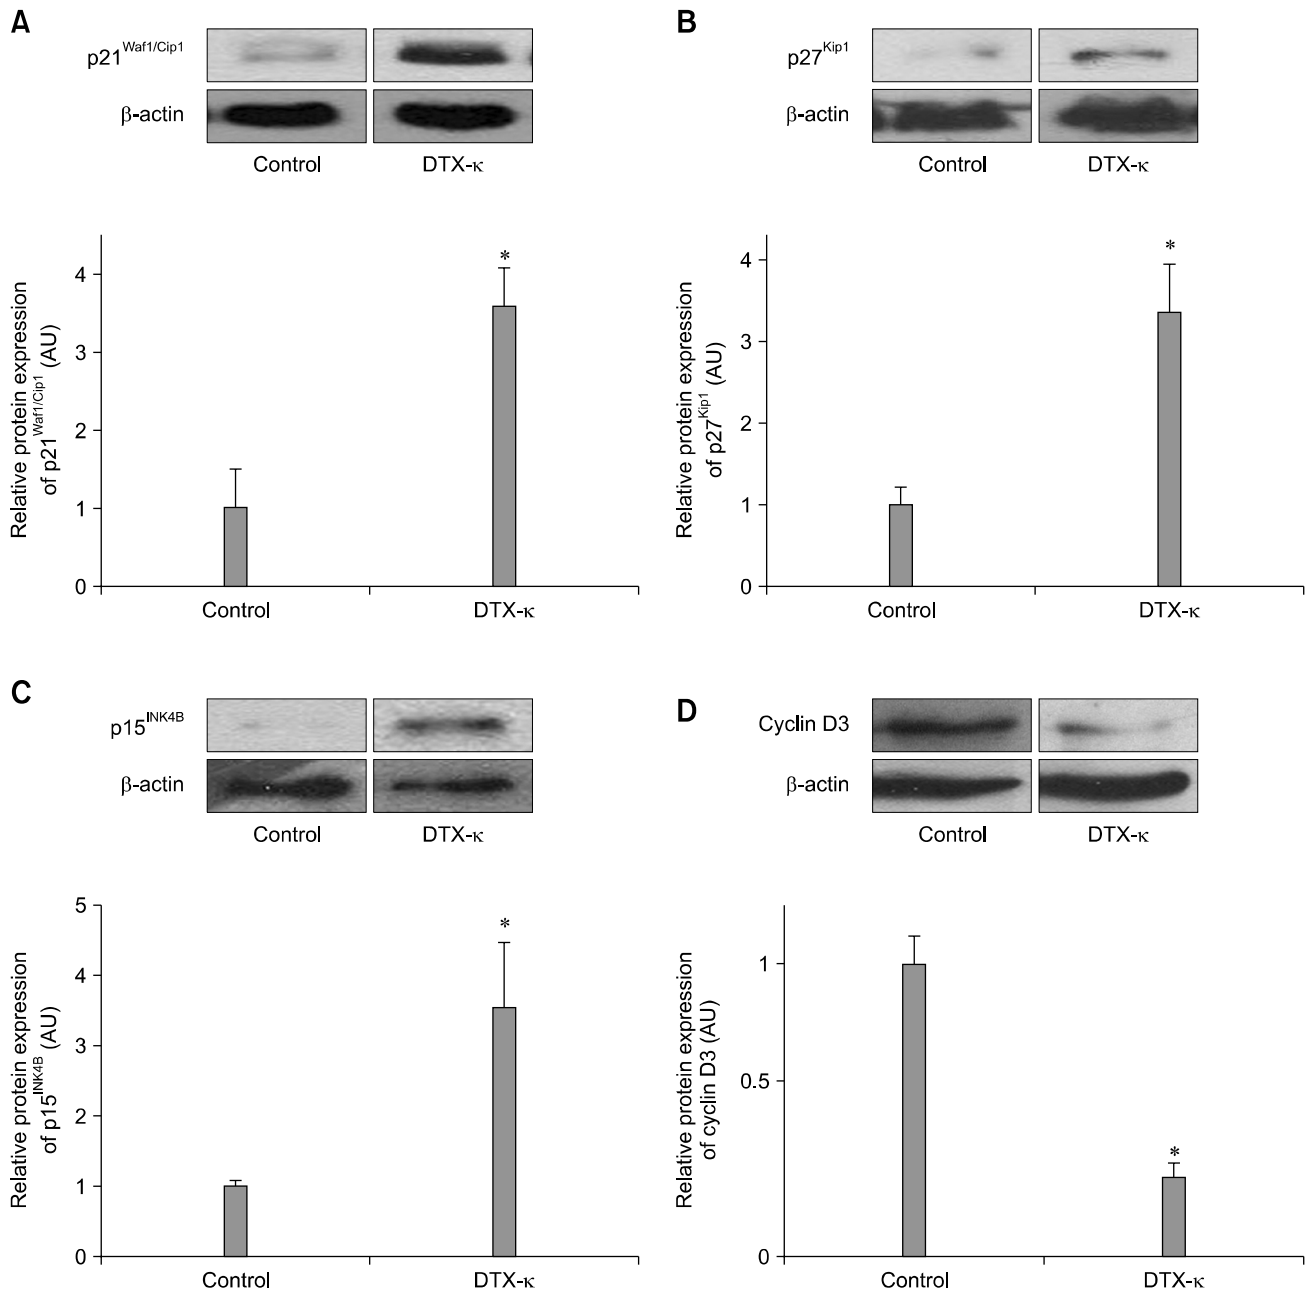 A
p21Waf1/Cip1
β-actin
Control DTX-κ
Relative protein expression
of p21Waf1/Cip1 (AU)
4
3
2
1
0
*
Control DTX-κ
B
p27Kip1
β-actin
Control DTX-κ
Relative protein expression
of p27Kip1 (AU)
4
3
2
1
0
*
Control DTX-κ
C
p15INK4B
β-actin
Control DTX-κ
Relative protein expression
of p15INK4B (AU)
5
4
3
2
1
0
*
Control DTX-κ
D
Cyclin D3
β-actin
Control DTX-κ
Relative protein expression
of cyclin D3 (AU)
1
0.5
0
*
Control DTX-κ